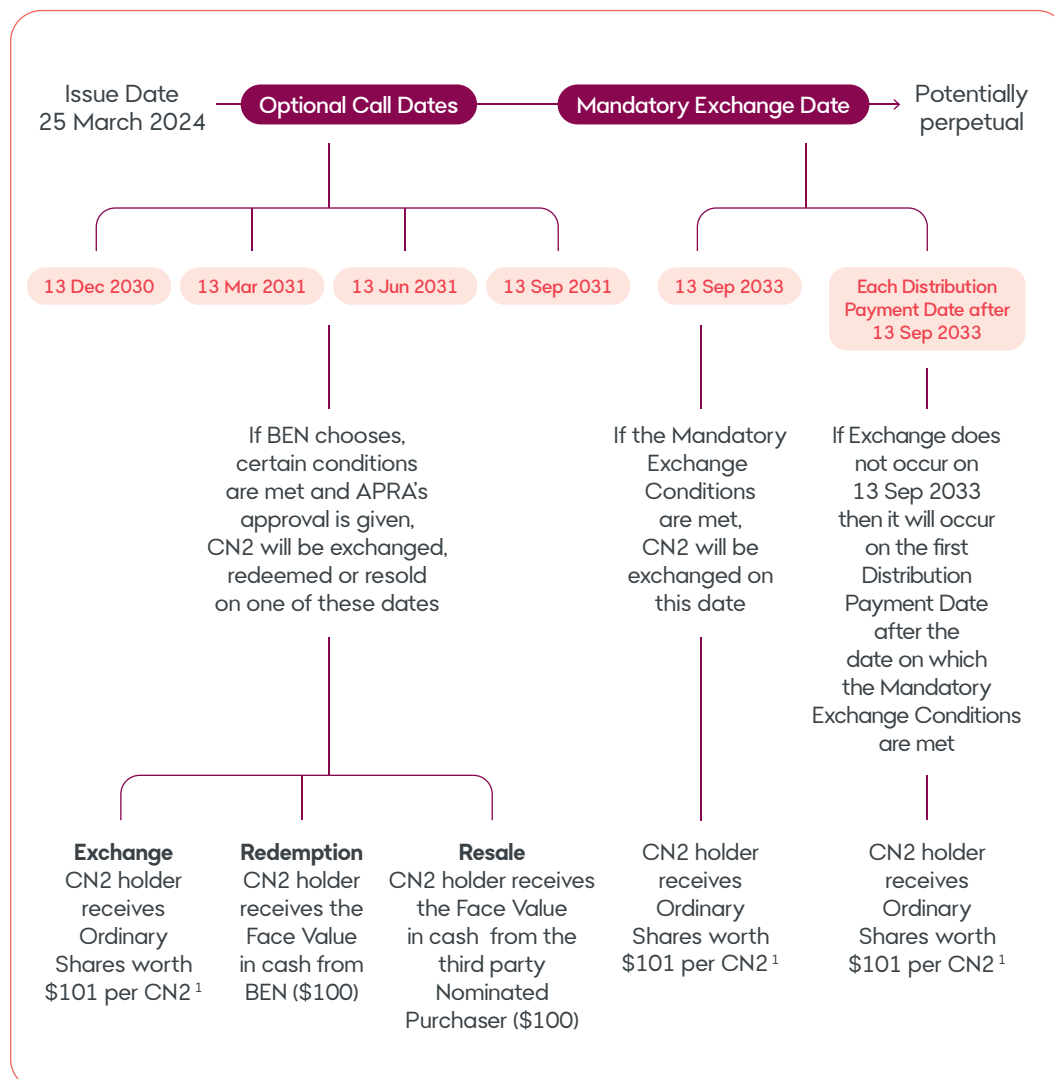 Issue Date
25 March 2024
Optional Call Dates
Mandatory Exchange Date
Potentially
perpetual
13 Dec 2030
13 Mar 2031
13 Jun 2031
13 Sep 2031
13 Sep 2033
Each Distribution
Payment Date after
13 Sep 2033
If BEN chooses,
certain conditions
are met and APRA's
approval is given,
CN2 will be exchanged,
redeemed or resold
on one of these dates
If the Mandatory
Exchange
Conditions
are met,
CN2 will be
exchanged on
this date
If Exchange does
not occur on
13 Sep 2033
then it will occur
on the first
Distribution
Payment Date
after the
date on which
the Mandatory
Exchange Conditions
are met
Exchange
CN2 holder
receives
Ordinary
Shares worth
$101 per CN2 1
Redemption
CN2 holder
receives the
Face Value
in cash from
BEN ($100)
Resale
CN2 holder receives
the Face Value
in cash from the
third party
Nominated
Purchaser ($100)
CN2 holder
receives
Ordinary
Shares worth
$101 per CN2 1
CN2 holder
receives
Ordinary
Shares worth
$101 per CN2 1